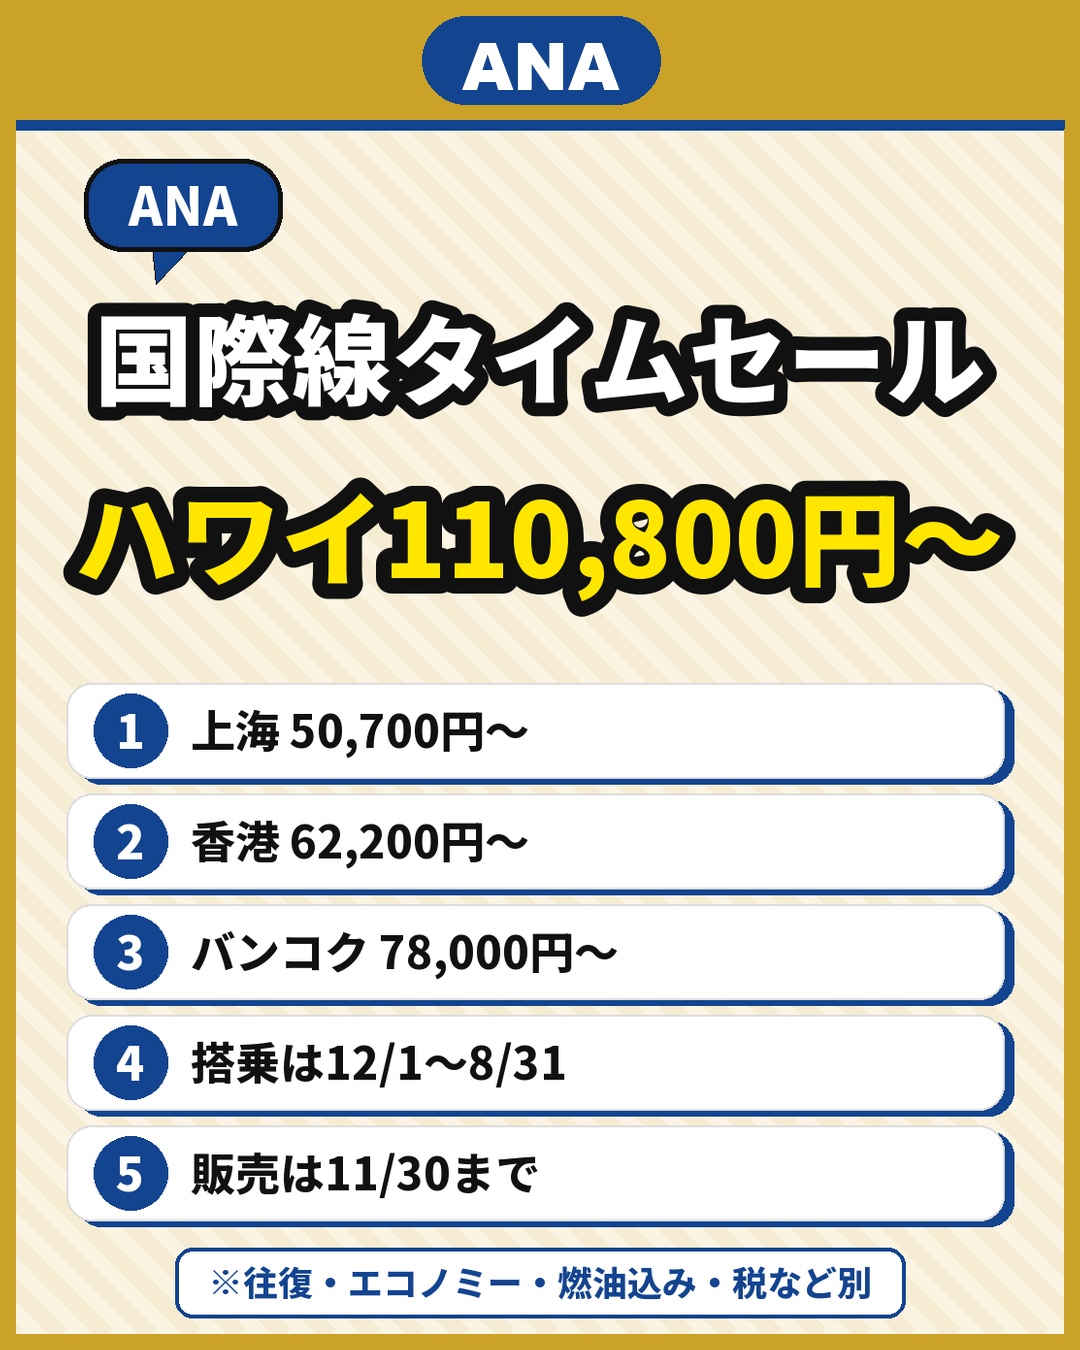 ANA
ANA
国際線タイムセール
ハワイ110,800円～
1 上海 50,700円～
2 香港 62,200円～
3 バンコク 78,000円～
4 搭乗は12/1～8/31
5 販売は11/30まで
※往復・エコノミー・燃油込み・税など別